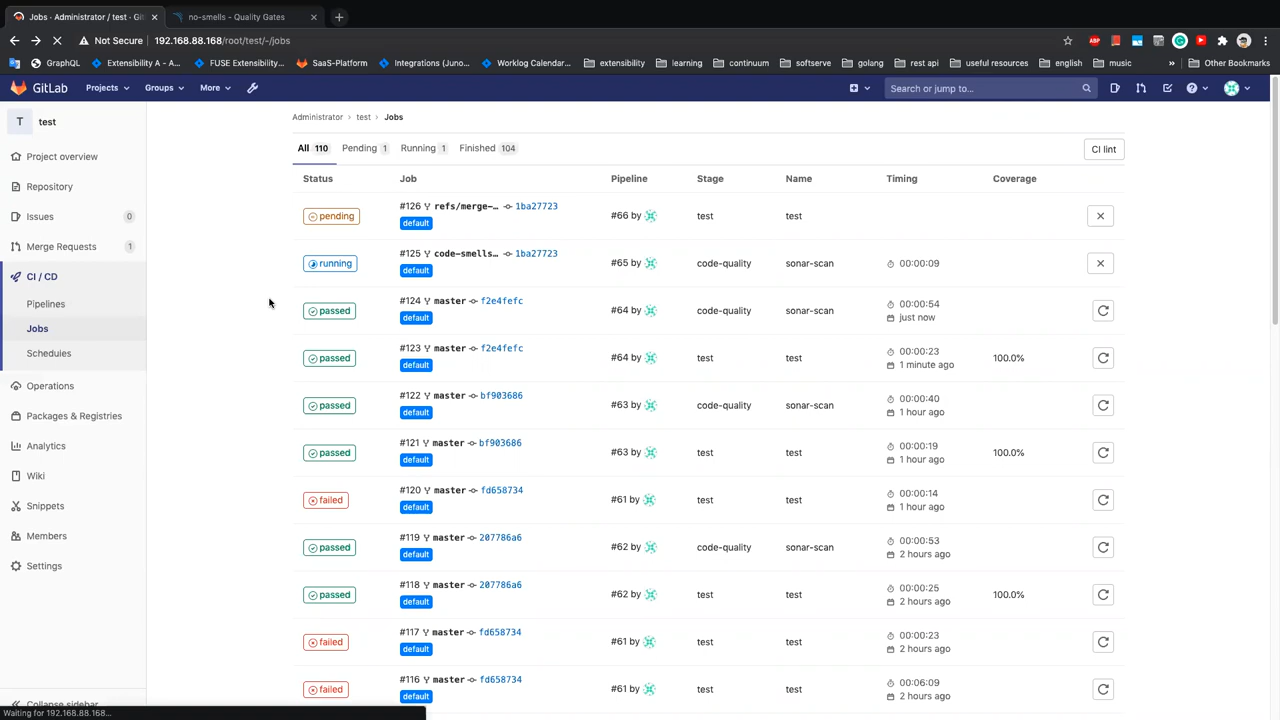 Jobs · Administrator / test · Git
no-smells - Quality Gates
Not Secure 192.168.88.168/root/test/-/jobs
GraphQL
Extensibility A - A...
FUSE Extensibility...
SaaS-Platform
Integrations (Juno...
Worklog Calendar...
extensibility
learning
continuum
softserve
golang
rest api
useful resources
english
music
»
Other Bookmarks
GitLab Projects Groups More
Search or jump to...
T test
Project overview
Repository
Issues 0
Merge Requests 1
CI / CD
Pipelines
Jobs
Schedules
Operations
Packages & Registries
Analytics
Wiki
Snippets
Members
Settings
Collapse sidebar
Waiting for 192.168.88.168...
Administrator › test › Jobs
All 110 Pending 1 Running 1 Finished 104 CI lint
Status Job Pipeline Stage Name Timing Coverage
pending #126 refs/merge-… 1ba27723 #66 by test test
default
running #125 code-smells… 1ba27723 #65 by code-quality sonar-scan 00:00:09
default
passed #124 master f2e4fefc #64 by code-quality sonar-scan 00:00:54
default just now
passed #123 master f2e4fefc #64 by test test 00:00:23 100.0%
default 1 minute ago
passed #122 master bf903686 #63 by code-quality sonar-scan 00:00:40
default 1 hour ago
passed #121 master bf903686 #63 by test test 00:00:19 100.0%
default 1 hour ago
failed #120 master fd658734 #61 by test test 00:00:14
default 1 hour ago
passed #119 master 207786a6 #62 by code-quality sonar-scan 00:00:53
default 2 hours ago
passed #118 master 207786a6 #62 by test test 00:00:25 100.0%
default 2 hours ago
failed #117 master fd658734 #61 by test test 00:00:23
default 2 hours ago
failed #116 master fd658734 #61 by test test 00:06:09
default 2 hours ago